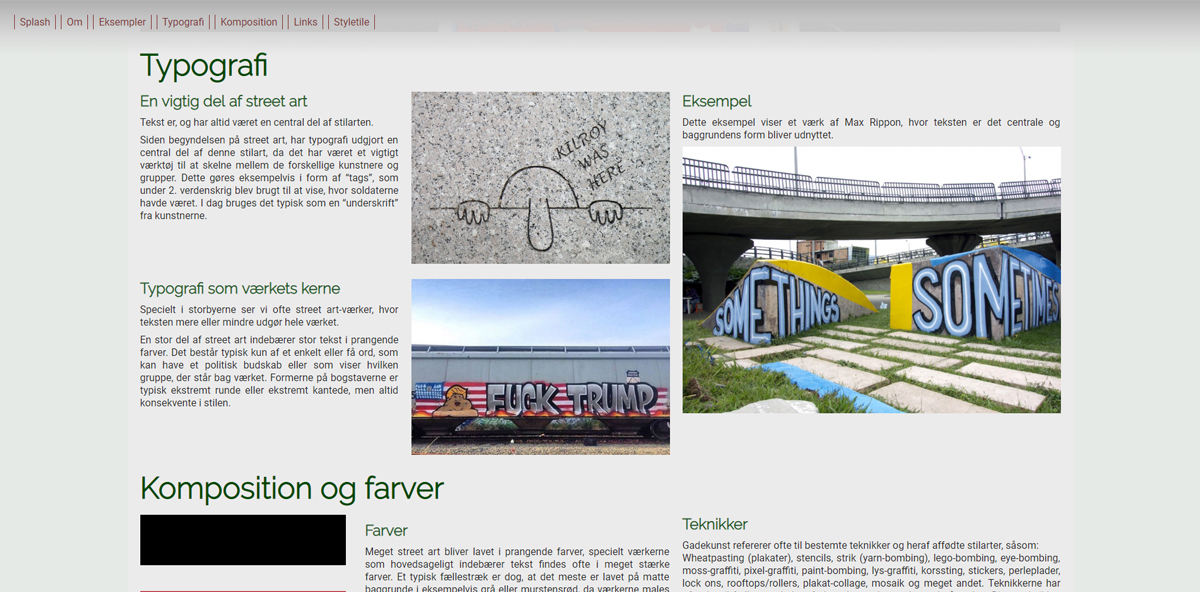 Splash Om Eksempler Typografi Komposition Links Styletile
Typografi
En vigtig del af street art
Tekst er, og har altid været en central del af stilarten.
Siden begyndelsen på street art, har typografi udgjort en
central del af denne stilart, da det har været et vigtigt
værktøj til at skelne mellem de forskellige kunstnere og
grupper. Dette gøres eksempelvis i form af “tags”, som
under 2. verdenskrig blev brugt til at vise, hvor soldaterne
havde været. I dag bruges det typisk som en “underskrift”
fra kunstnerne.
KILROY
WAS
HERE
Eksempel
Dette eksempel viser et værk af Max Rippon, hvor teksten er det centrale og
baggrundens form bliver udnyttet.
SOMETHINGS
SOMETIMES
Typografi som værkets kerne
Specielt i storbyerne ser vi ofte street art-værker, hvor
teksten mere eller mindre udgør hele værket.
En stor del af street art indebærer stor tekst i prangende
farver. Det består typisk kun af et enkelt eller få ord, som
kan have et politisk budskab eller som viser hvilken
gruppe, der står bagværket. Formerne på bogstaverne er
typisk ekstremt runde eller ekstremt kantede, men altid
konsekvente i stilen.
FUCK TRUMP
Komposition og farver
Farver
Meget street art bliver lavet i prangende farver, specielt værkerne
som hovedsageligt indebærer tekst findes ofte i meget stærke
farver. Et typisk fællestræk er dog, at det meste er lavet på matte
baggrunde i eksempelvis grå eller murstensrød, da værkerne males
Teknikker
Gadekunst refererer ofte til bestemte teknikker og heraf affødte stilarter, såsom:
Wheatpasting (plakater), stencils, strik (yarn-bombing), lego-bombing, eye-bombing,
moss-graffiti, pixel-graffiti, paint-bombing, lys-graffiti, korssting, stickers, perleplader,
lock ons, rooftops/rollers, plakat-collage, mosaik og meget andet. Teknikkerne har